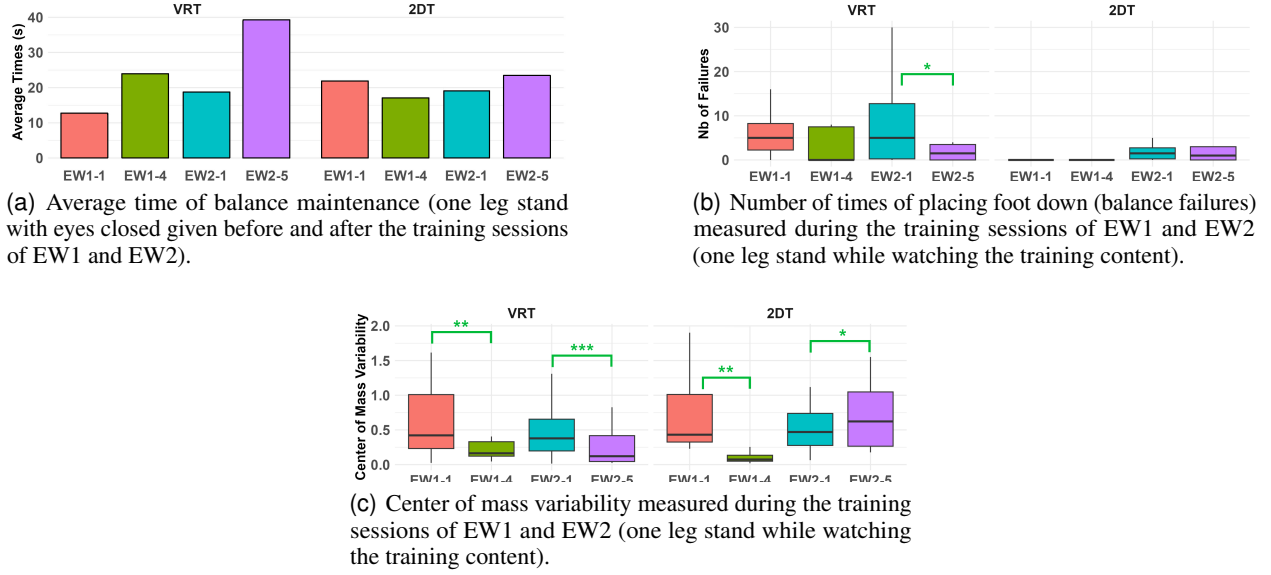 VRT 2DT
Average Times (s)
40
30
20
10
0
EW1-1 EW1-4 EW2-1 EW2-5 EW1-1 EW1-4 EW2-1 EW2-5
(a) Average time of balance maintenance (one leg stand
with eyes closed given before and after the training sessions
of EW1 and EW2).
VRT 2DT
Nb of Failures
30
20
10
0
*
EW1-1 EW1-4 EW2-1 EW2-5 EW1-1 EW1-4 EW2-1 EW2-5
(b) Number of times of placing foot down (balance failures)
measured during the training sessions of EW1 and EW2
(one leg stand while watching the training content).
VRT 2DT
Center of Mass Variability
2.0
1.5
1.0
0.5
0.0
** *** ** *
EW1-1 EW1-4 EW2-1 EW2-5 EW1-1 EW1-4 EW2-1 EW2-5
(c) Center of mass variability measured during the training
sessions of EW1 and EW2 (one leg stand while watching
the training content).